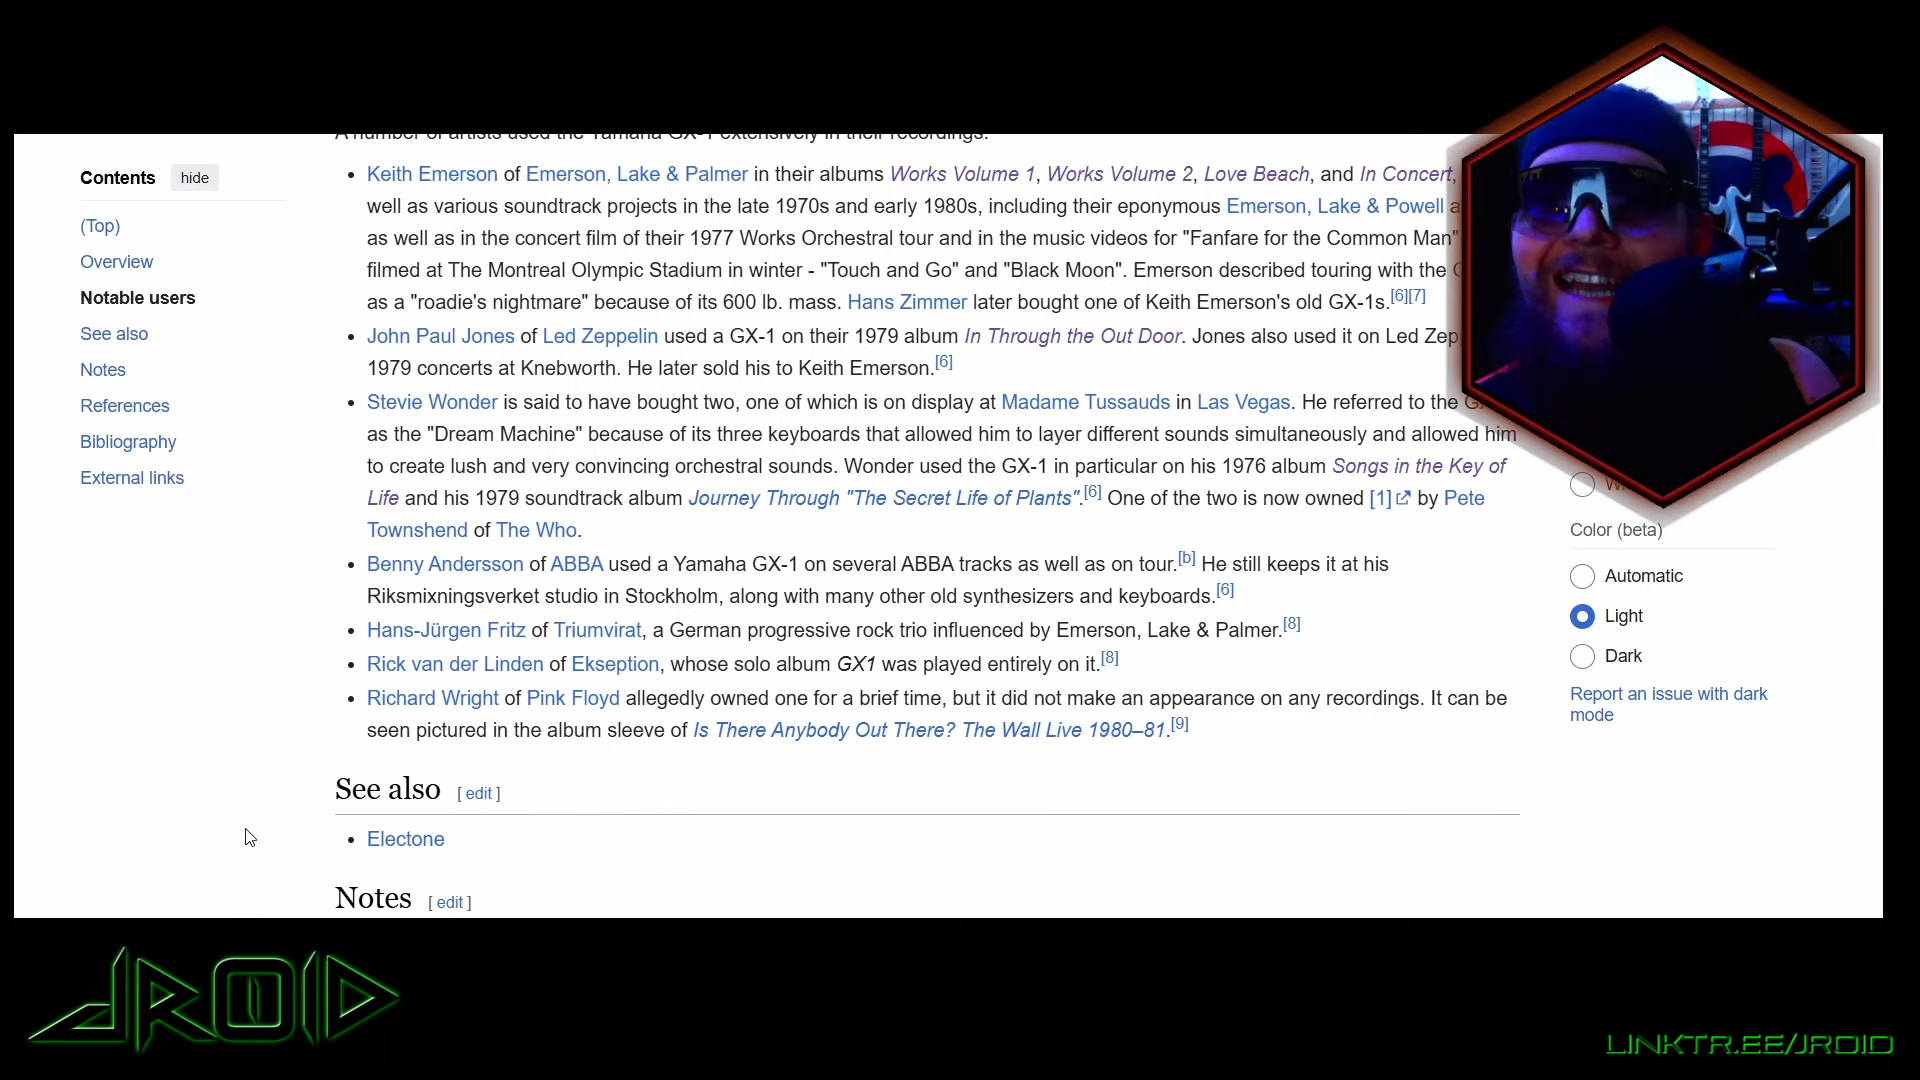 A number of artists used the Yamaha GX-1 extensively in their recordings.
Contents hide
(Top)
Overview
Notable users
See also
Notes
References
Bibliography
External links
Keith Emerson of Emerson, Lake & Palmer in their albums Works Volume 1, Works Volume 2, Love Beach, and In Concert,
well as various soundtrack projects in the late 1970s and early 1980s, including their eponymous Emerson, Lake & Powell
as well as in the concert film of their 1977 Works Orchestral tour and in the music videos for "Fanfare for the Common Man"
filmed at The Montreal Olympic Stadium in winter - "Touch and Go" and "Black Moon". Emerson described touring with the
as a "roadie's nightmare" because of its 600 lb. mass. Hans Zimmer later bought one of Keith Emerson's old GX-1s.[6][7]
John Paul Jones of Led Zeppelin used a GX-1 on their 1979 album In Through the Out Door. Jones also used it on Led
1979 concerts at Knebworth. He later sold his to Keith Emerson.[6]
Stevie Wonder is said to have bought two, one of which is on display at Madame Tussauds in Las Vegas. He referred to the
as the "Dream Machine" because of its three keyboards that allowed him to layer different sounds simultaneously and allowed him
to create lush and very convincing orchestral sounds. Wonder used the GX-1 in particular on his 1976 album Songs in the Key of
Life and his 1979 soundtrack album Journey Through "The Secret Life of Plants".[6] One of the two is now owned [1] by Pete
Townshend of The Who.
Benny Andersson of ABBA used a Yamaha GX-1 on several ABBA tracks as well as on tour.[b] He still keeps it at his
Riksmixningsverket studio in Stockholm, along with many other old synthesizers and keyboards.[6]
Hans-Jürgen Fritz of Triumvirat, a German progressive rock trio influenced by Emerson, Lake & Palmer.[8]
Rick van der Linden of Ekseption, whose solo album GX1 was played entirely on it.[8]
Richard Wright of Pink Floyd allegedly owned one for a brief time, but it did not make an appearance on any recordings. It can be
seen pictured in the album sleeve of Is There Anybody Out There? The Wall Live 1980–81.[9]
See also [ edit ]
Electone
Notes [ edit ]
Color (beta)
Automatic
Light
Dark
Report an issue with dark
mode
JROID
LINKTR.EE/JROID